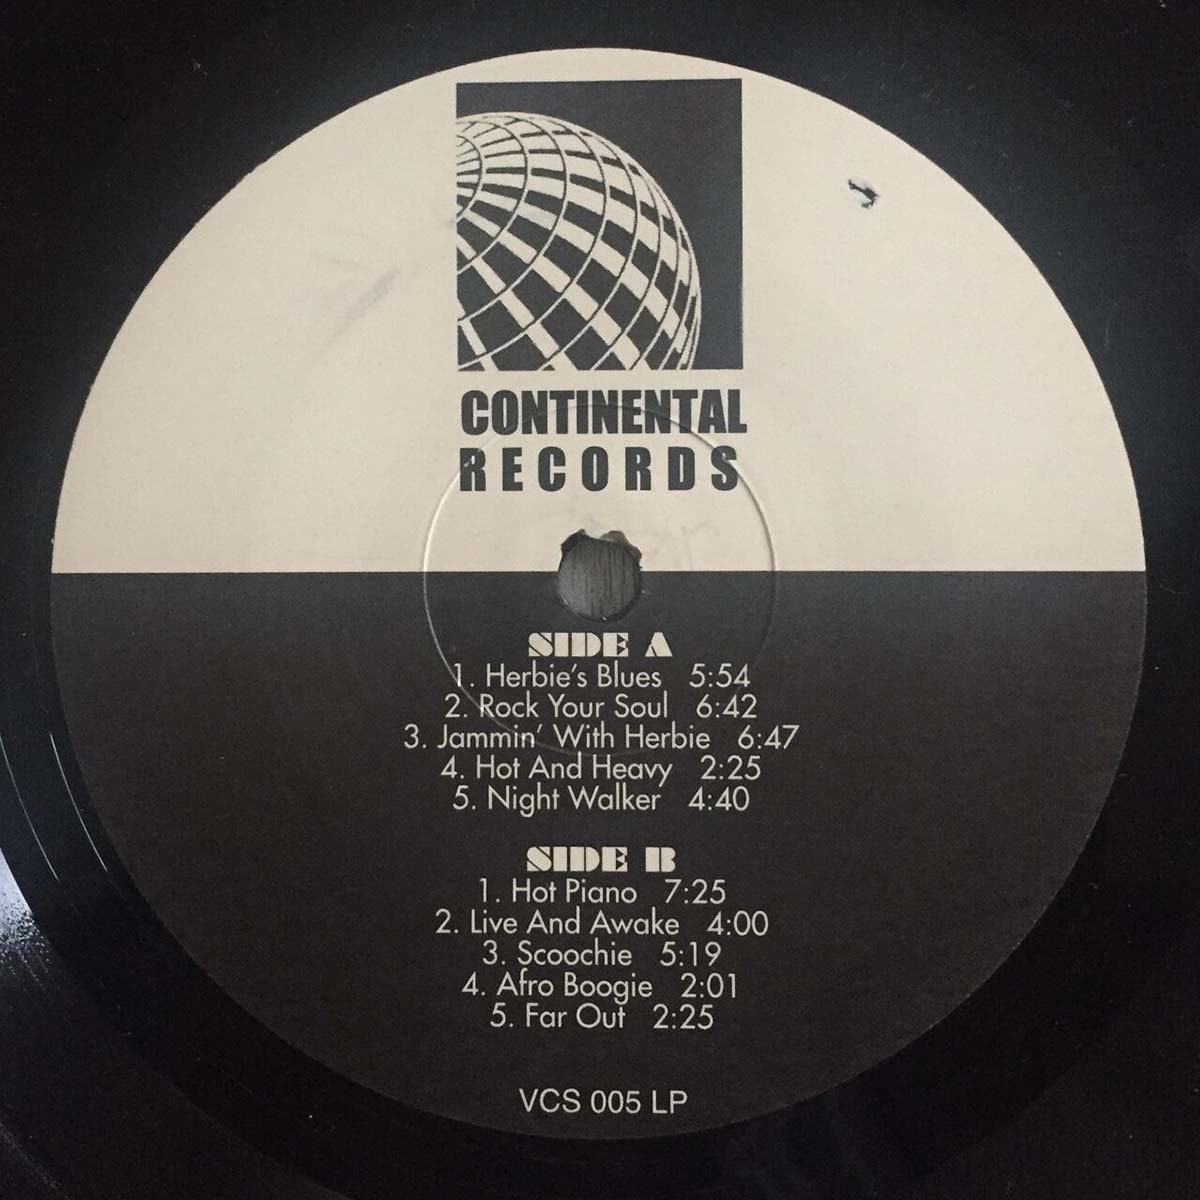 CONTINENTAL
RECORDS
SIDE A
1. Herbie's Blues 5:54
2. Rock Your Soul 6:42
3. Jammin' With Herbie 6:47
4. Hot And Heavy 2:25
5. Night Walker 4:40
SIDE B
1. Hot Piano 7:25
2. Live And Awake 4:00
3. Scoochie 5:19
4. Afro Boogie 2:01
5. Far Out 2:25
VCS 005 LP